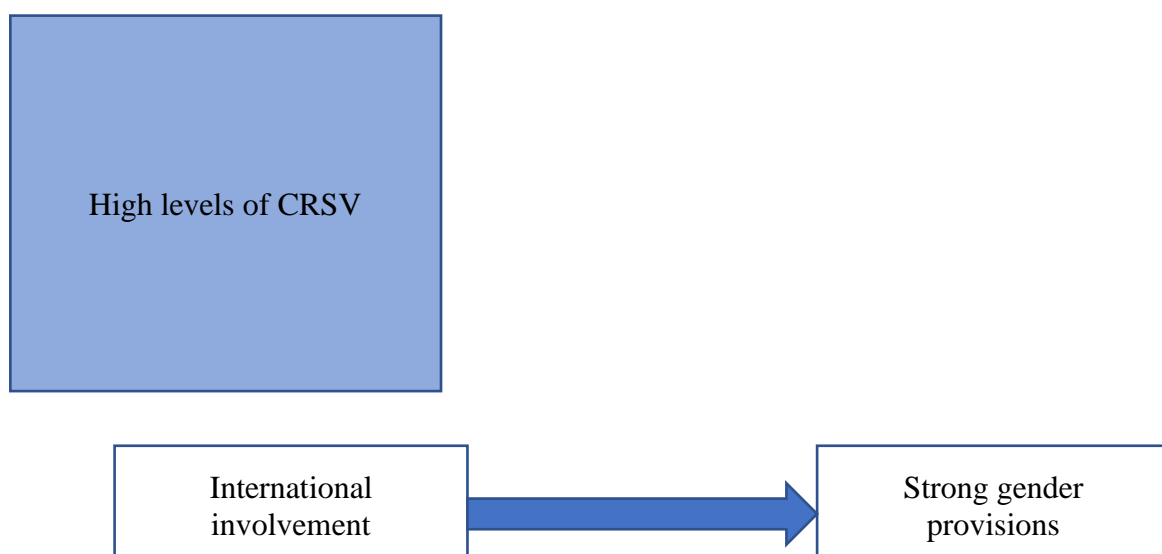 High levels of CRSV
International
involvement
Strong gender
provisions